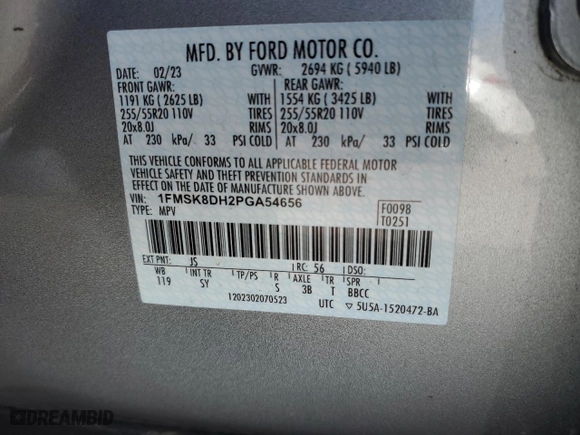 MFD. BY FORD MOTOR CO.
DATE: 02/23 GVWR: 2694 KG ( 5940 LB)
FRONT GAWR: REAR GAWR:
1191 KG ( 2625 LB) WITH 1554 KG ( 3425 LB) WITH
255/55R20 110V TIRES 255/55R20 110V TIRES
20x8.0J RIMS 20x8.0J RIMS
AT 230 kPa/ 33 PSI COLD AT 230 kPa/ 33 PSI COLD
THIS VEHICLE CONFORMS TO ALL APPLICABLE FEDERAL MOTOR
VEHICLE SAFETY AND THEFT PREVENTION STANDARDS IN
EFFECT ON THE DATE OF MANUFACTURE SHOWN ABOVE.
VIN: 1FMSK8DH2PGA54656
TYPE: MPV
F0098
T0251
EXT PNT: JS RC: 56 DSO:
WB INT TR TP/PS R AXLE TR SPR
119 SY S 3B T BBCC
1202302070523 UTC ▽ 5U5A-1520472-BA
DREAMBID